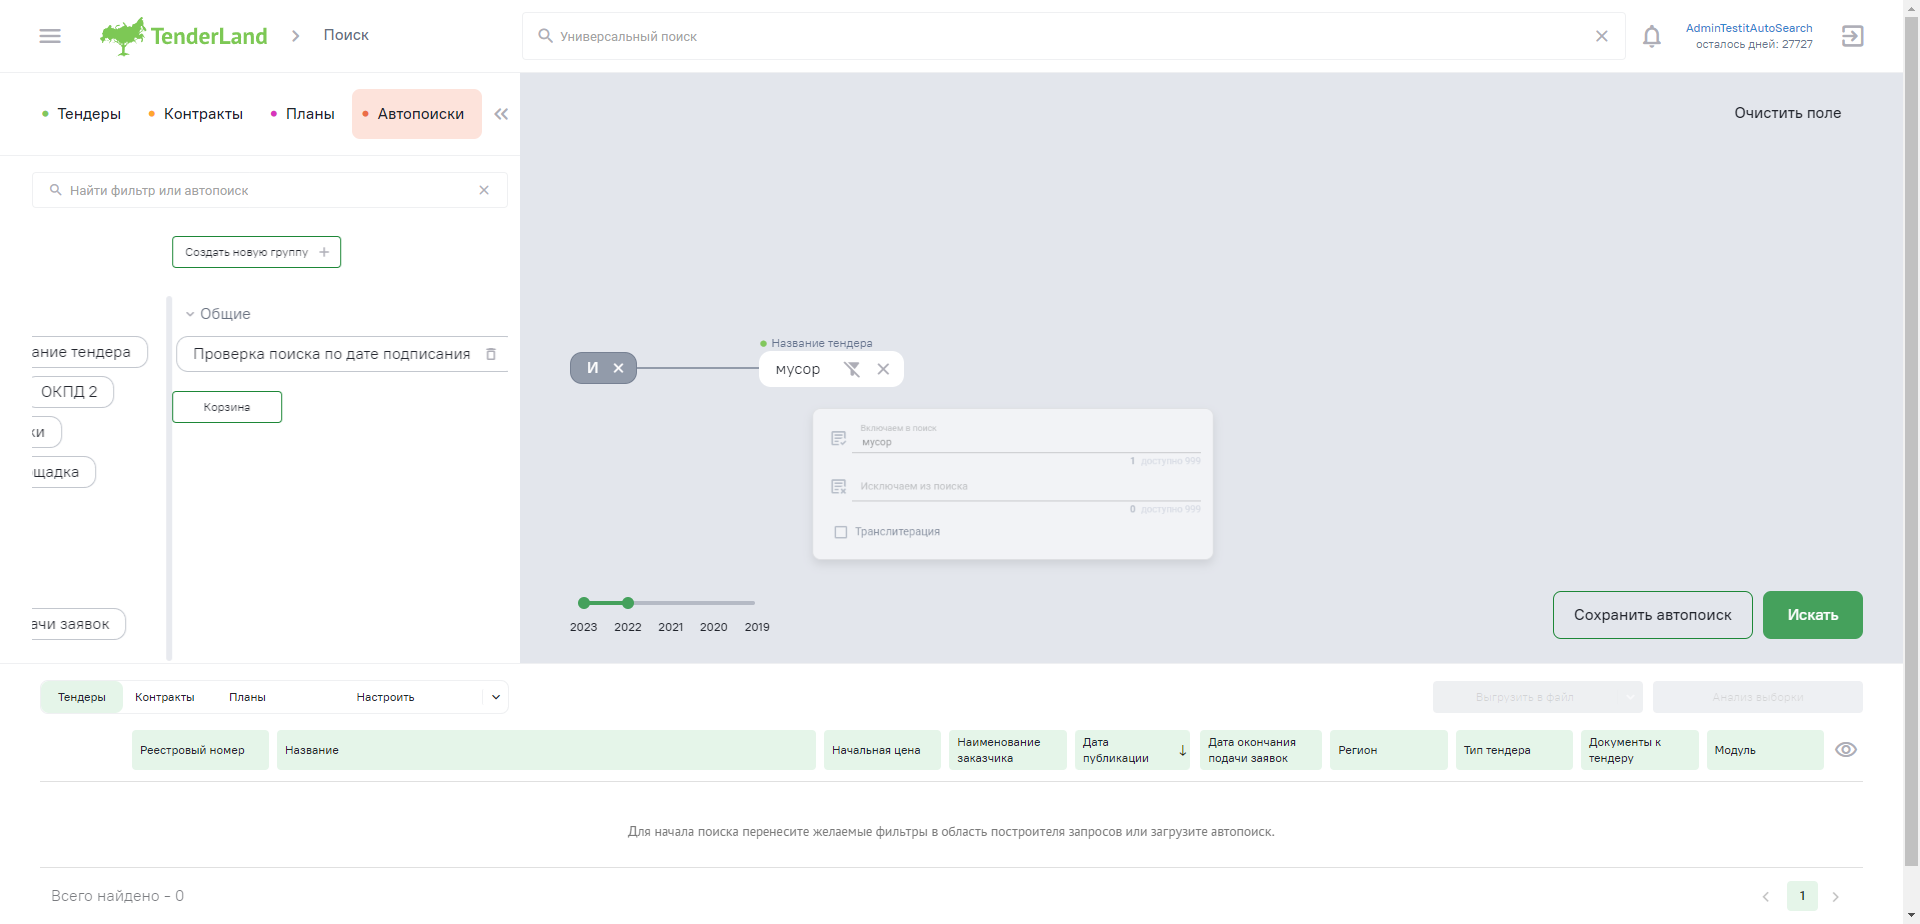 TenderLand
Поиск
Универсальный поиск
AdminTestitAutoSearch
осталось дней: 27727
Тендеры
Контракты
Планы
Автопоиски
Очистить поле
Найти фильтр или автопоиск
Создать новую группу
Общие
ание тендера
Проверка поиска по дате подписания
ОКПД 2
Корзина
ки
ощадка
ачи заявок
Название тендера
И
мусор
Включаем в поиск
мусор
1 доступно 999
Исключаем из поиска
0 доступно 999
Транслитерация
2023 2022 2021 2020 2019
Сохранить автопоиск
Искать
Тендеры
Контракты
Планы
Настроить
Выгрузить в файл
Анализ выборки
Реестровый номер
Название
Начальная цена
Наименование
заказчика
Дата
публикации
Дата окончания
подачи заявок
Регион
Тип тендера
Документы к
тендеру
Модуль
Для начала поиска перенесите желаемые фильтры в область построителя запросов или загрузите автопоиск.
Всего найдено - 0
1